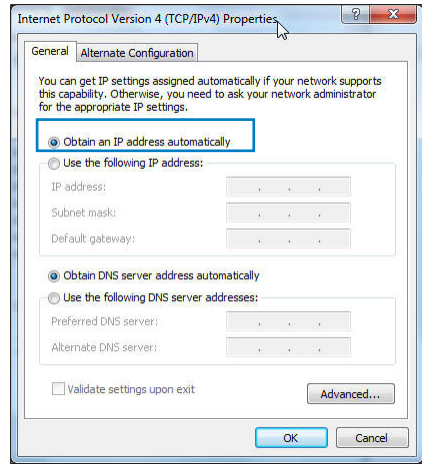 Internet Protocol Version 4 (TCP/IPv4) Properties
?
General
Alternate Configuration
You can get IP settings assigned automatically if your network supports
this capability. Otherwise, you need to ask your network administrator
for the appropriate IP settings.
Obtain an IP address automatically
Use the following IP address:
IP address:
Subnet mask:
Default gateway:
Obtain DNS server address automatically
Use the following DNS server addresses:
Preferred DNS server:
Alternate DNS server:
Validate settings upon exit
Advanced...
OK
Cancel